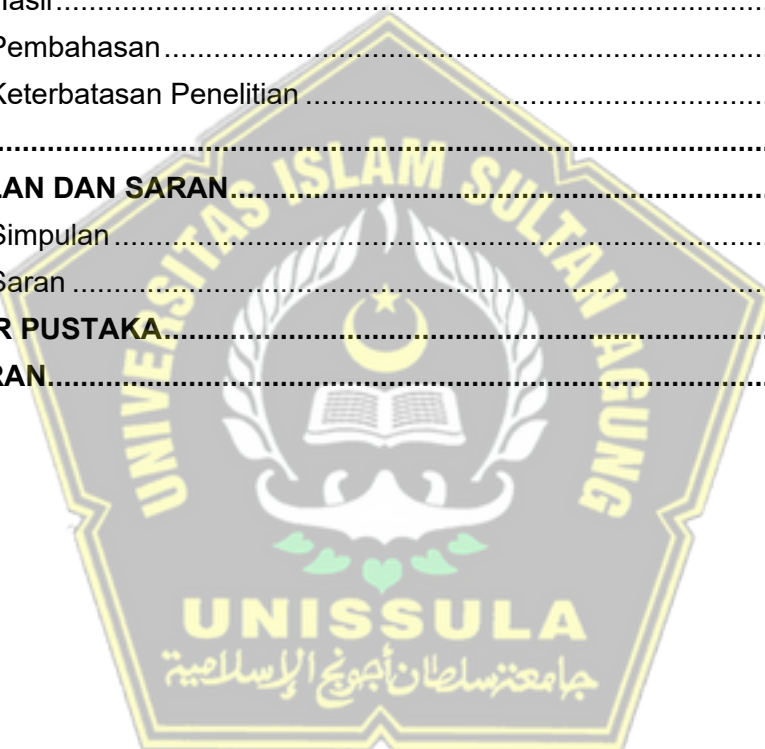 Hasil........................................................................
Pembahasan........................................................................
Keterbatasan Penelitian........................................................................
........................................................................
LAN DAN SARAN........................................................................
Simpulan........................................................................
Saran........................................................................
R PUSTAKA........................................................................
RAN........................................................................
UNIVERSITAS ISLAM SULTAN AGUNG
UNISSULA
جامعة سلطان أجونج الإسلامية